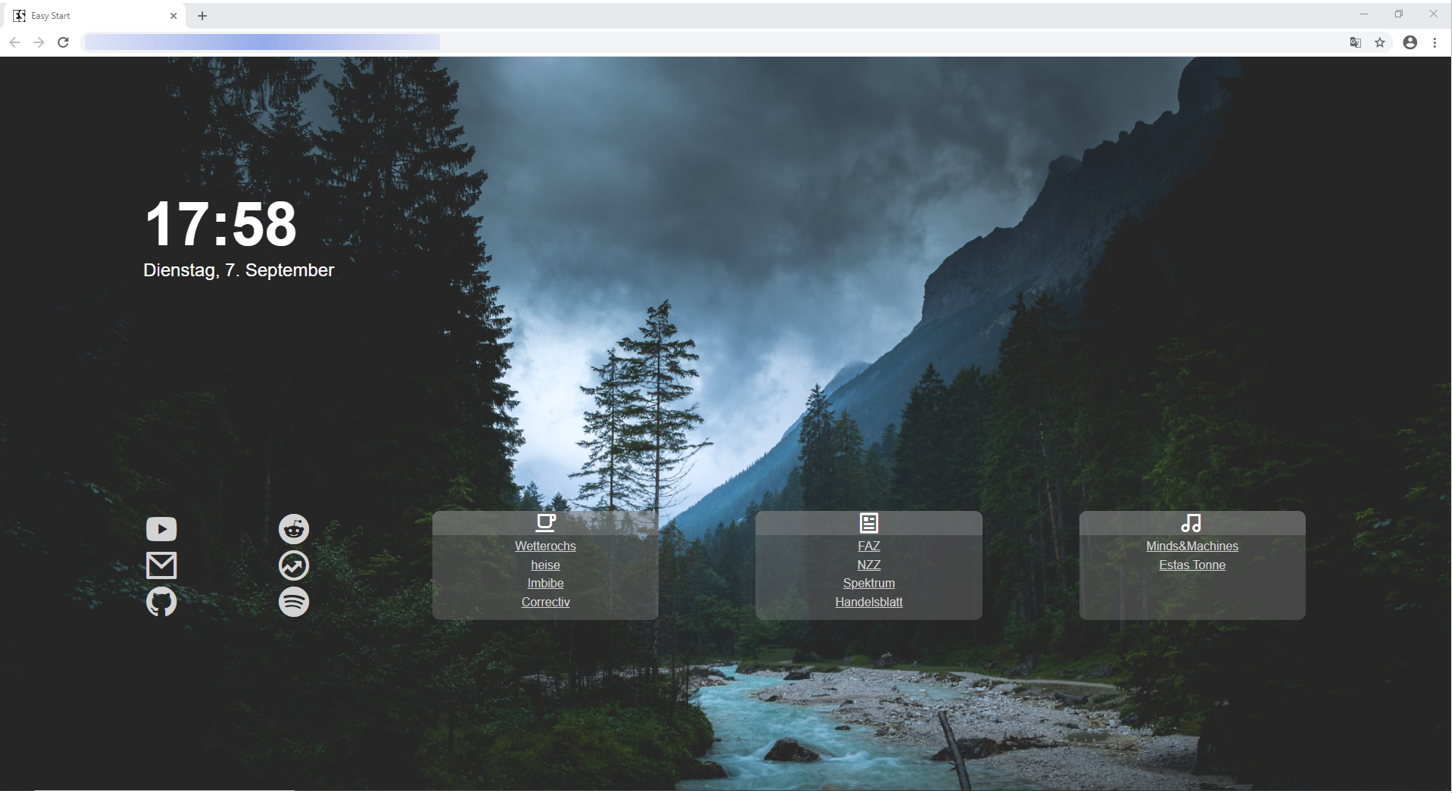 Easy Start
17:58
Dienstag, 7. September
Wetterochs
heise
Imbibe
Correctiv
FAZ
NZZ
Spektrum
Handelsblatt
Minds&Machines
Estas Tonne